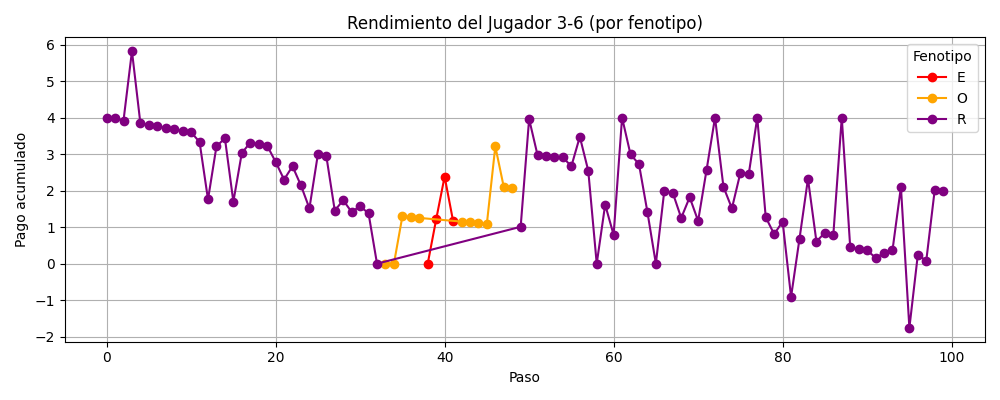 Rendimiento del Jugador 3-6 (por fenotipo)
Pago acumulado
6
5
4
3
2
1
0
−1
−2
0 20 40 60 80 100
Paso
Fenotipo
E
O
R